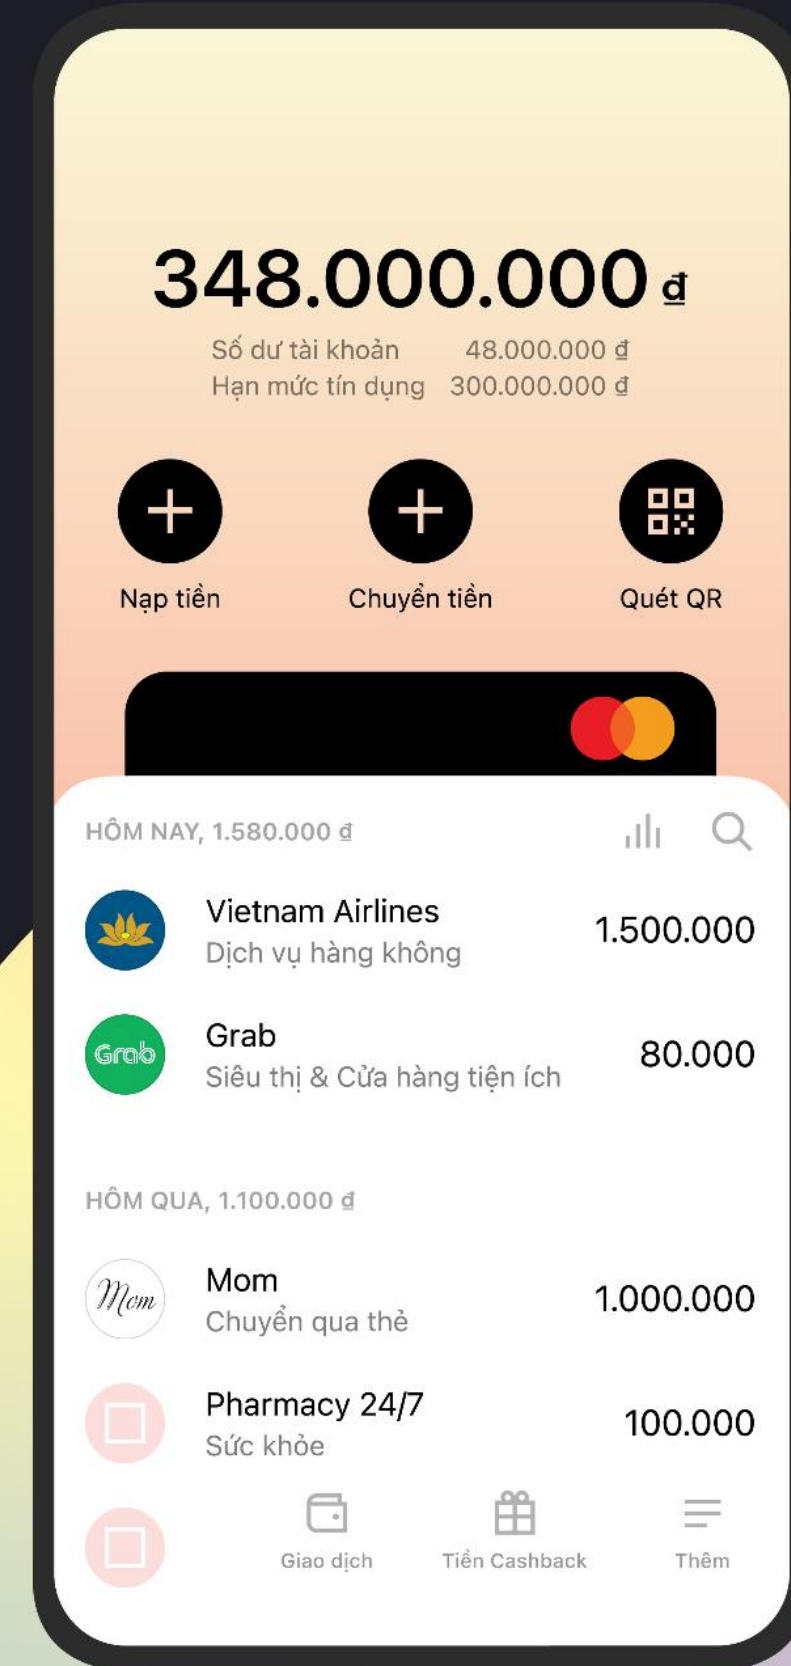 348.000.000 ₫
Số dư tài khoản 48.000.000 ₫
Hạn mức tín dụng 300.000.000 ₫
Nạp tiền Chuyển tiền Quét QR
HÔM NAY, 1.580.000 ₫
Vietnam Airlines
1.500.000
Dịch vụ hàng không
Grab
Grab
80.000
Siêu thị & Cửa hàng tiện ích
HÔM QUA, 1.100.000 ₫
Mom
Mom
1.000.000
Chuyển qua thẻ
Pharmacy 24/7
100.000
Sức khỏe
Giao dịch Tiền Cashback Thêm